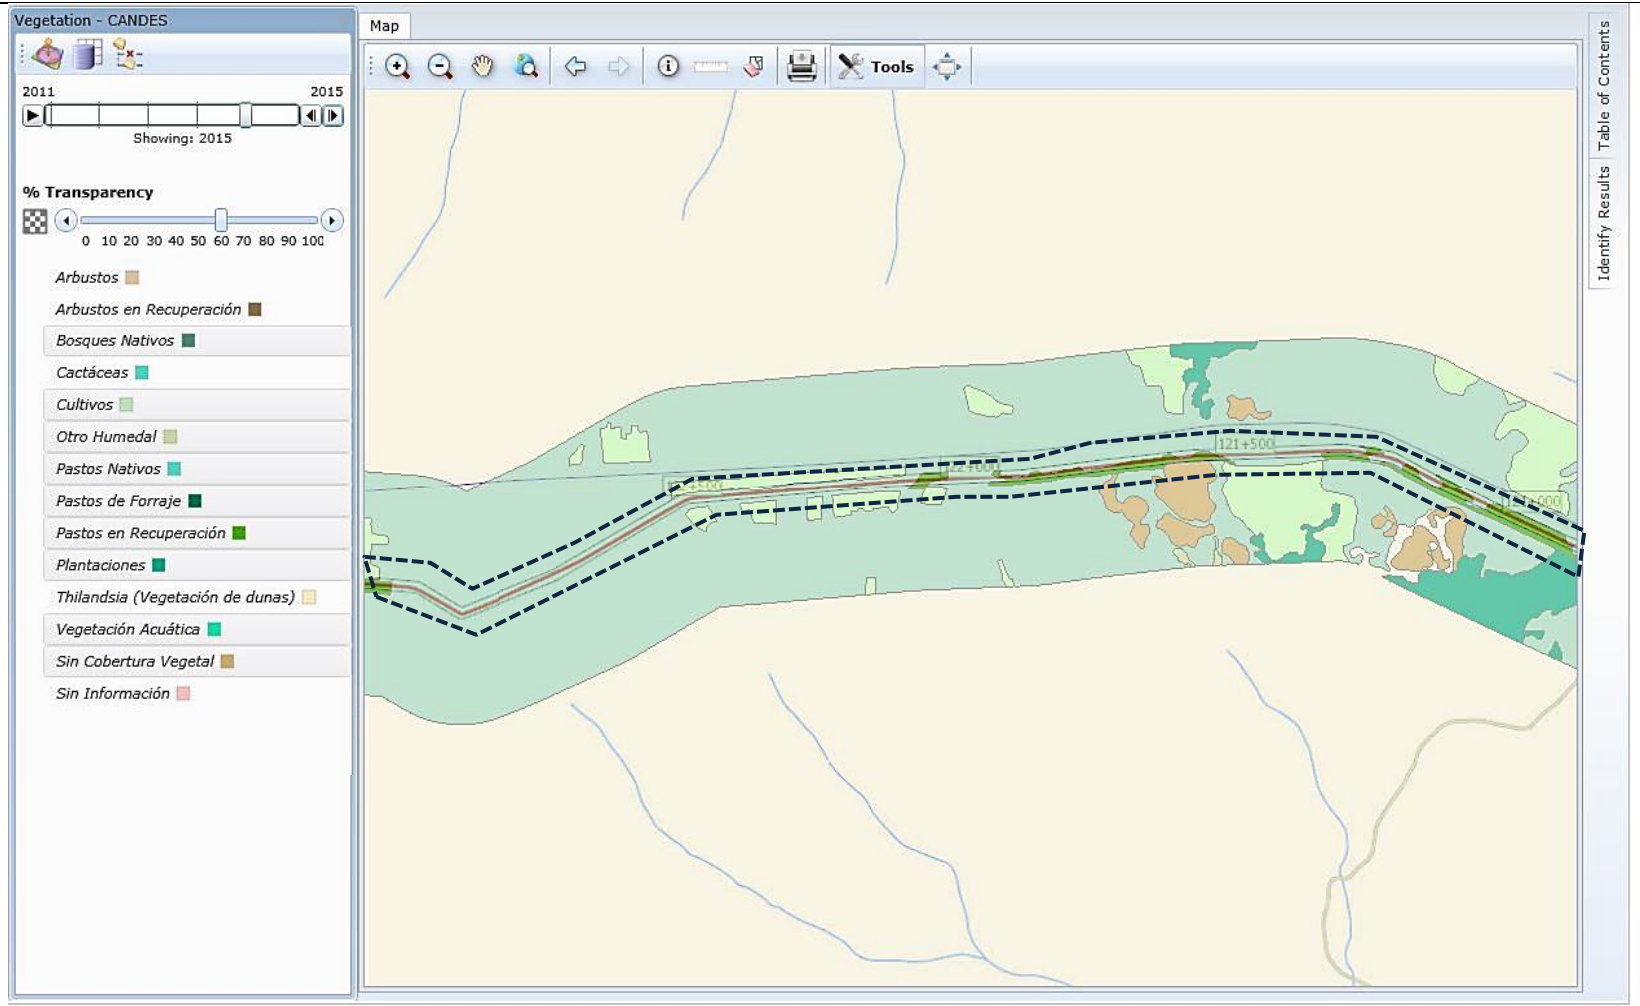 Vegetation - CANDES
Map
Tools
2011
2015
Showing: 2015
% Transparency
0 10 20 30 40 50 60 70 80 90 100
Arbustos
Arbustos en Recuperación
Bosques Nativos
Cactáceas
Cultivos
Otro Humedal
Pastos Nativos
Pastos de Forraje
Pastos en Recuperación
Plantaciones
Thilandsia (Vegetación de dunas)
Vegetación Acuática
Sin Cobertura Vegetal
Sin Información
121+500
Table of Contents
Identify Results